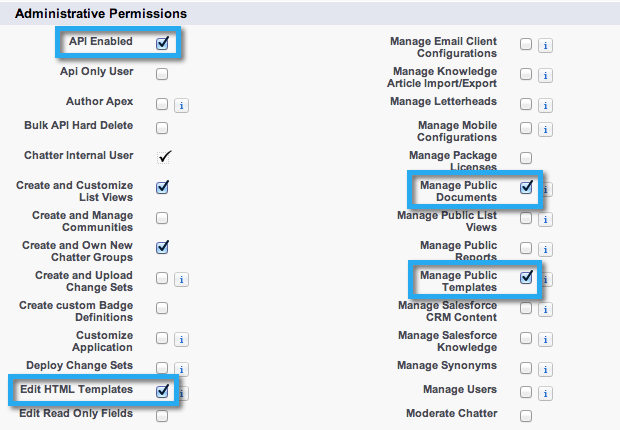 Administrative Permissions
API Enabled
Api Only User
Author Apex
Bulk API Hard Delete
Chatter Internal User
Create and Customize
List Views
Create and Manage
Communities
Create and Own New
Chatter Groups
Create and Upload
Change Sets
Create custom Badge
Definitions
Customize
Application
Deploy Change Sets
Edit HTML Templates
Edit Read Only Fields
Manage Email Client
Configurations
Manage Knowledge
Article Import/Export
Manage Letterheads
Manage Mobile
Configurations
Manage Package
Licenses
Manage Public
Documents
Manage Public List
Views
Manage Public
Reports
Manage Public
Templates
Manage Salesforce
CRM Content
Manage Salesforce
Knowledge
Manage Synonyms
Manage Users
Moderate Chatter